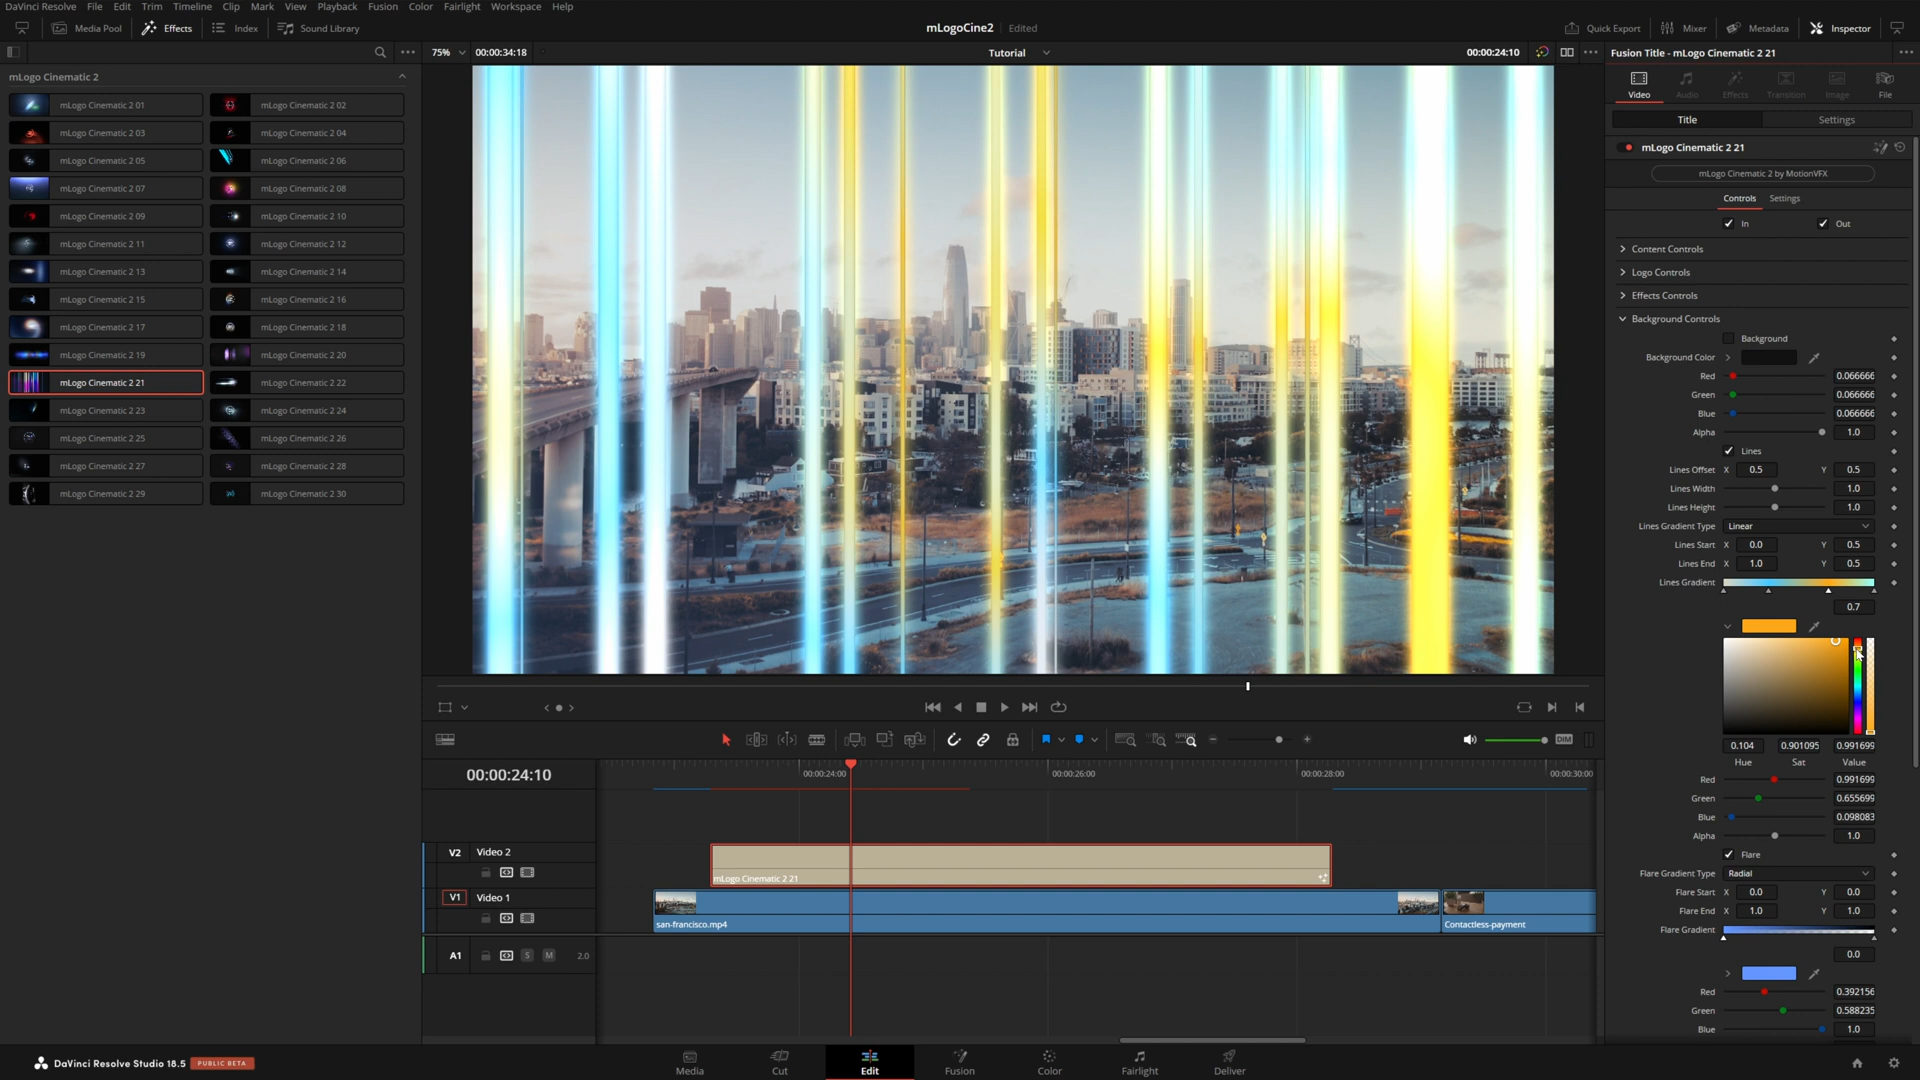 DaVinci Resolve File Edit Trim Timeline Clip Mark View Playback Fusion Color Fairlight Workspace Help
Media Pool Effects Index Sound Library mLogoCine2 Edited Quick Export Mixer Metadata Inspector
75% 00:00:34:18 Tutorial 00:00:24:10 Fusion Title - mLogo Cinematic 2 21
mLogo Cinematic 2
mLogo Cinematic 2 01 mLogo Cinematic 2 02
mLogo Cinematic 2 03 mLogo Cinematic 2 04
mLogo Cinematic 2 05 mLogo Cinematic 2 06
mLogo Cinematic 2 07 mLogo Cinematic 2 08
mLogo Cinematic 2 09 mLogo Cinematic 2 10
mLogo Cinematic 2 11 mLogo Cinematic 2 12
mLogo Cinematic 2 13 mLogo Cinematic 2 14
mLogo Cinematic 2 15 mLogo Cinematic 2 16
mLogo Cinematic 2 17 mLogo Cinematic 2 18
mLogo Cinematic 2 19 mLogo Cinematic 2 20
mLogo Cinematic 2 21 mLogo Cinematic 2 22
mLogo Cinematic 2 23 mLogo Cinematic 2 24
mLogo Cinematic 2 25 mLogo Cinematic 2 26
mLogo Cinematic 2 27 mLogo Cinematic 2 28
mLogo Cinematic 2 29 mLogo Cinematic 2 30
Video Audio Effects Transition Image File
Title Settings
mLogo Cinematic 2 21
mLogo Cinematic 2 by MotionVFX
Controls Settings
In Out
Content Controls
Logo Controls
Effects Controls
Background Controls
Background
Background Color
Red 0.066666
Green 0.066666
Blue 0.066666
Alpha 1.0
Lines
Lines Offset X 0.5 Y 0.5
Lines Width 1.0
Lines Height 1.0
Lines Gradient Type Linear
Lines Start X 0.0 Y 0.5
Lines End X 1.0 Y 0.5
Lines Gradient
0.7
0.104 0.901095 0.991699
Hue Sat Value
Red 0.991699
Green 0.655699
Blue 0.098083
Alpha 1.0
Flare
Flare Gradient Type Radial
Flare Start X 0.0 Y 0.0
Flare End X 1.0 Y 1.0
Flare Gradient
0.0
Red 0.392156
Green 0.588235
Blue 1.0
DIM
00:00:24:10 00:00:24:00 00:00:26:00 00:00:28:00 00:00:30:00
V2 Video 2
mLogo Cinematic 2 21
V1 Video 1
san-francisco.mp4 Contactless-payment
A1 S M 2.0
DaVinci Resolve Studio 18.5 PUBLIC BETA
Media Cut Edit Fusion Color Fairlight Deliver